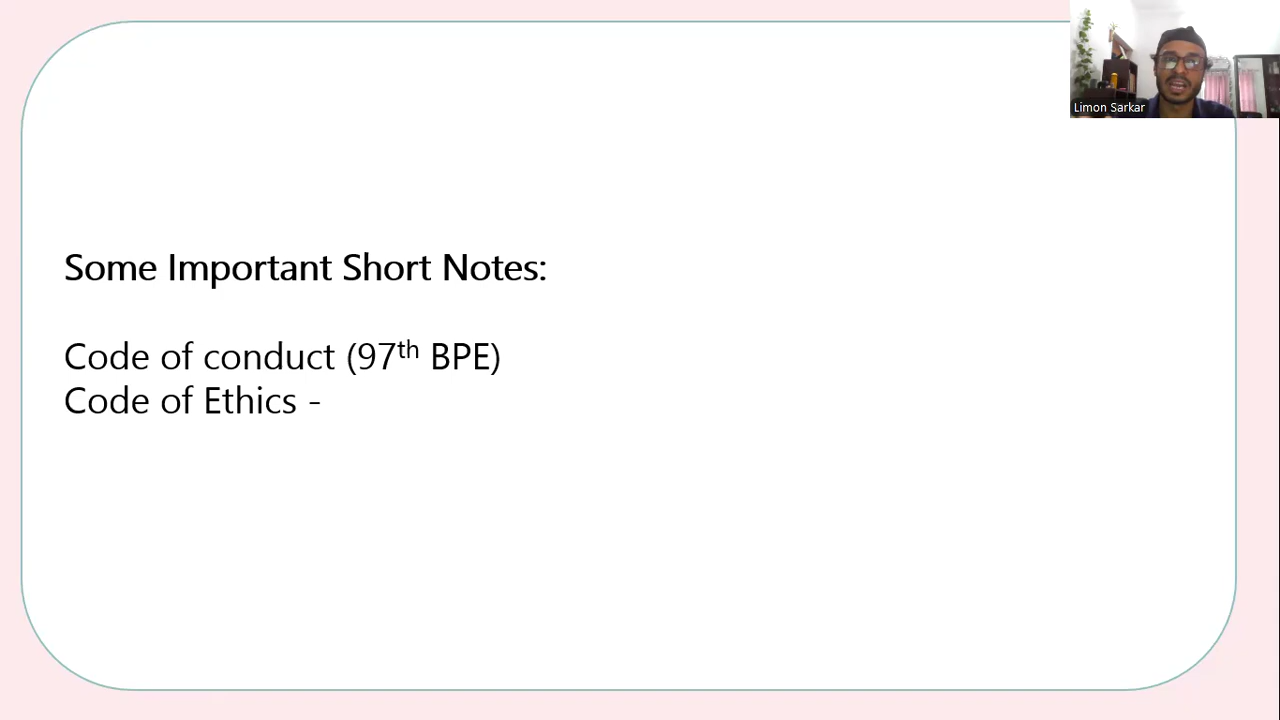 Limon Sarkar
Some Important Short Notes:
Code of conduct (97th BPE)
Code of Ethics -